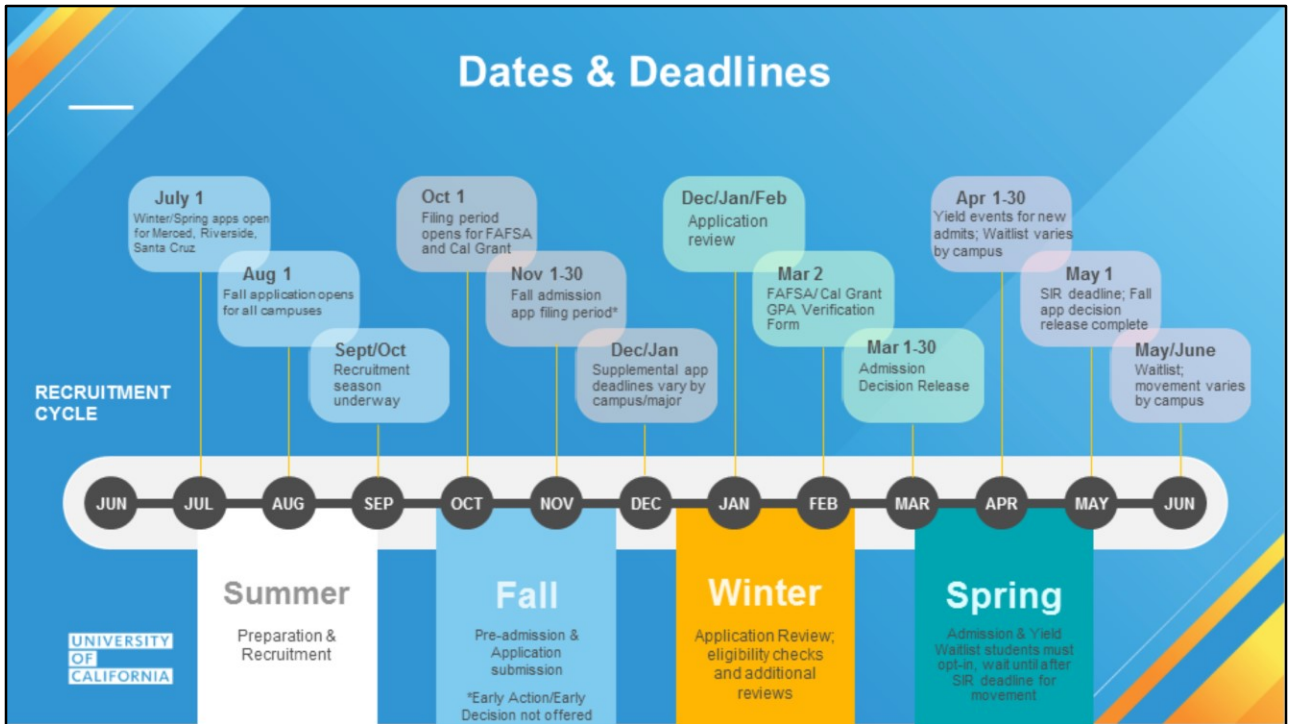 Dates & Deadlines
July 1
Winter/Spring apps open
for Merced, Riverside,
Santa Cruz
Aug 1
Fall application opens
for all campuses
Sept/Oct
Recruitment
season
underway
Oct 1
Filing period
opens for FAFSA
and Cal Grant
Nov 1-30
Fall admission
app filing period*
Dec/Jan
Supplemental app
deadlines vary by
campus/major
Dec/Jan/Feb
Application
review
Mar 2
FAFSA/Cal Grant
GPA Verification
Form
Mar 1-30
Admission
Decision Release
Apr 1-30
Yield events for new
admits; Waitlist varies
by campus
May 1
SIR deadline; Fall
app decision
release complete
May/June
Waitlist;
movement varies
by campus
RECRUITMENT
CYCLE
JUN JUL AUG SEP OCT NOV DEC JAN FEB MAR APR MAY JUN
Summer
Preparation &
Recruitment
Fall
Pre-admission &
Application
submission
*Early Action/Early
Decision not offered
Winter
Application Review;
eligibility checks
and additional
reviews
Spring
Admission & Yield
Waitlist students must
opt-in, wait until after
SIR deadline for
movement
UNIVERSITY
OF
CALIFORNIA